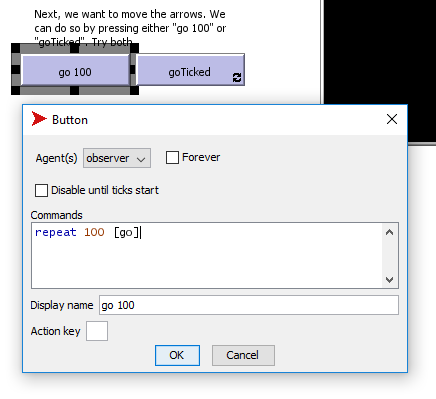 Next, we want to move the arrows. We
can do so by pressing either "go 100" or
"goTicked". Try both
go 100
goTicked
Button
Agent(s) observer Forever
Disable until ticks start
Commands
repeat 100 [go]
Display name go 100
Action key
OK Cancel